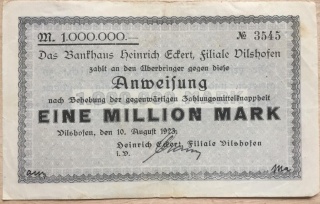 M. 1.000.000.— № 3545
Das Bankhaus Heinrich Eckert, Filiale Vilshofen
zahlt an den Überbringer gegen diese
Anweisung
nach Behebung der gegenwärtigen Zahlungsmittelknappheit
EINE MILLION MARK
Vilshofen, den 10. August 1923.
Heinrich Eckert, Filiale Vilshofen
i.V.